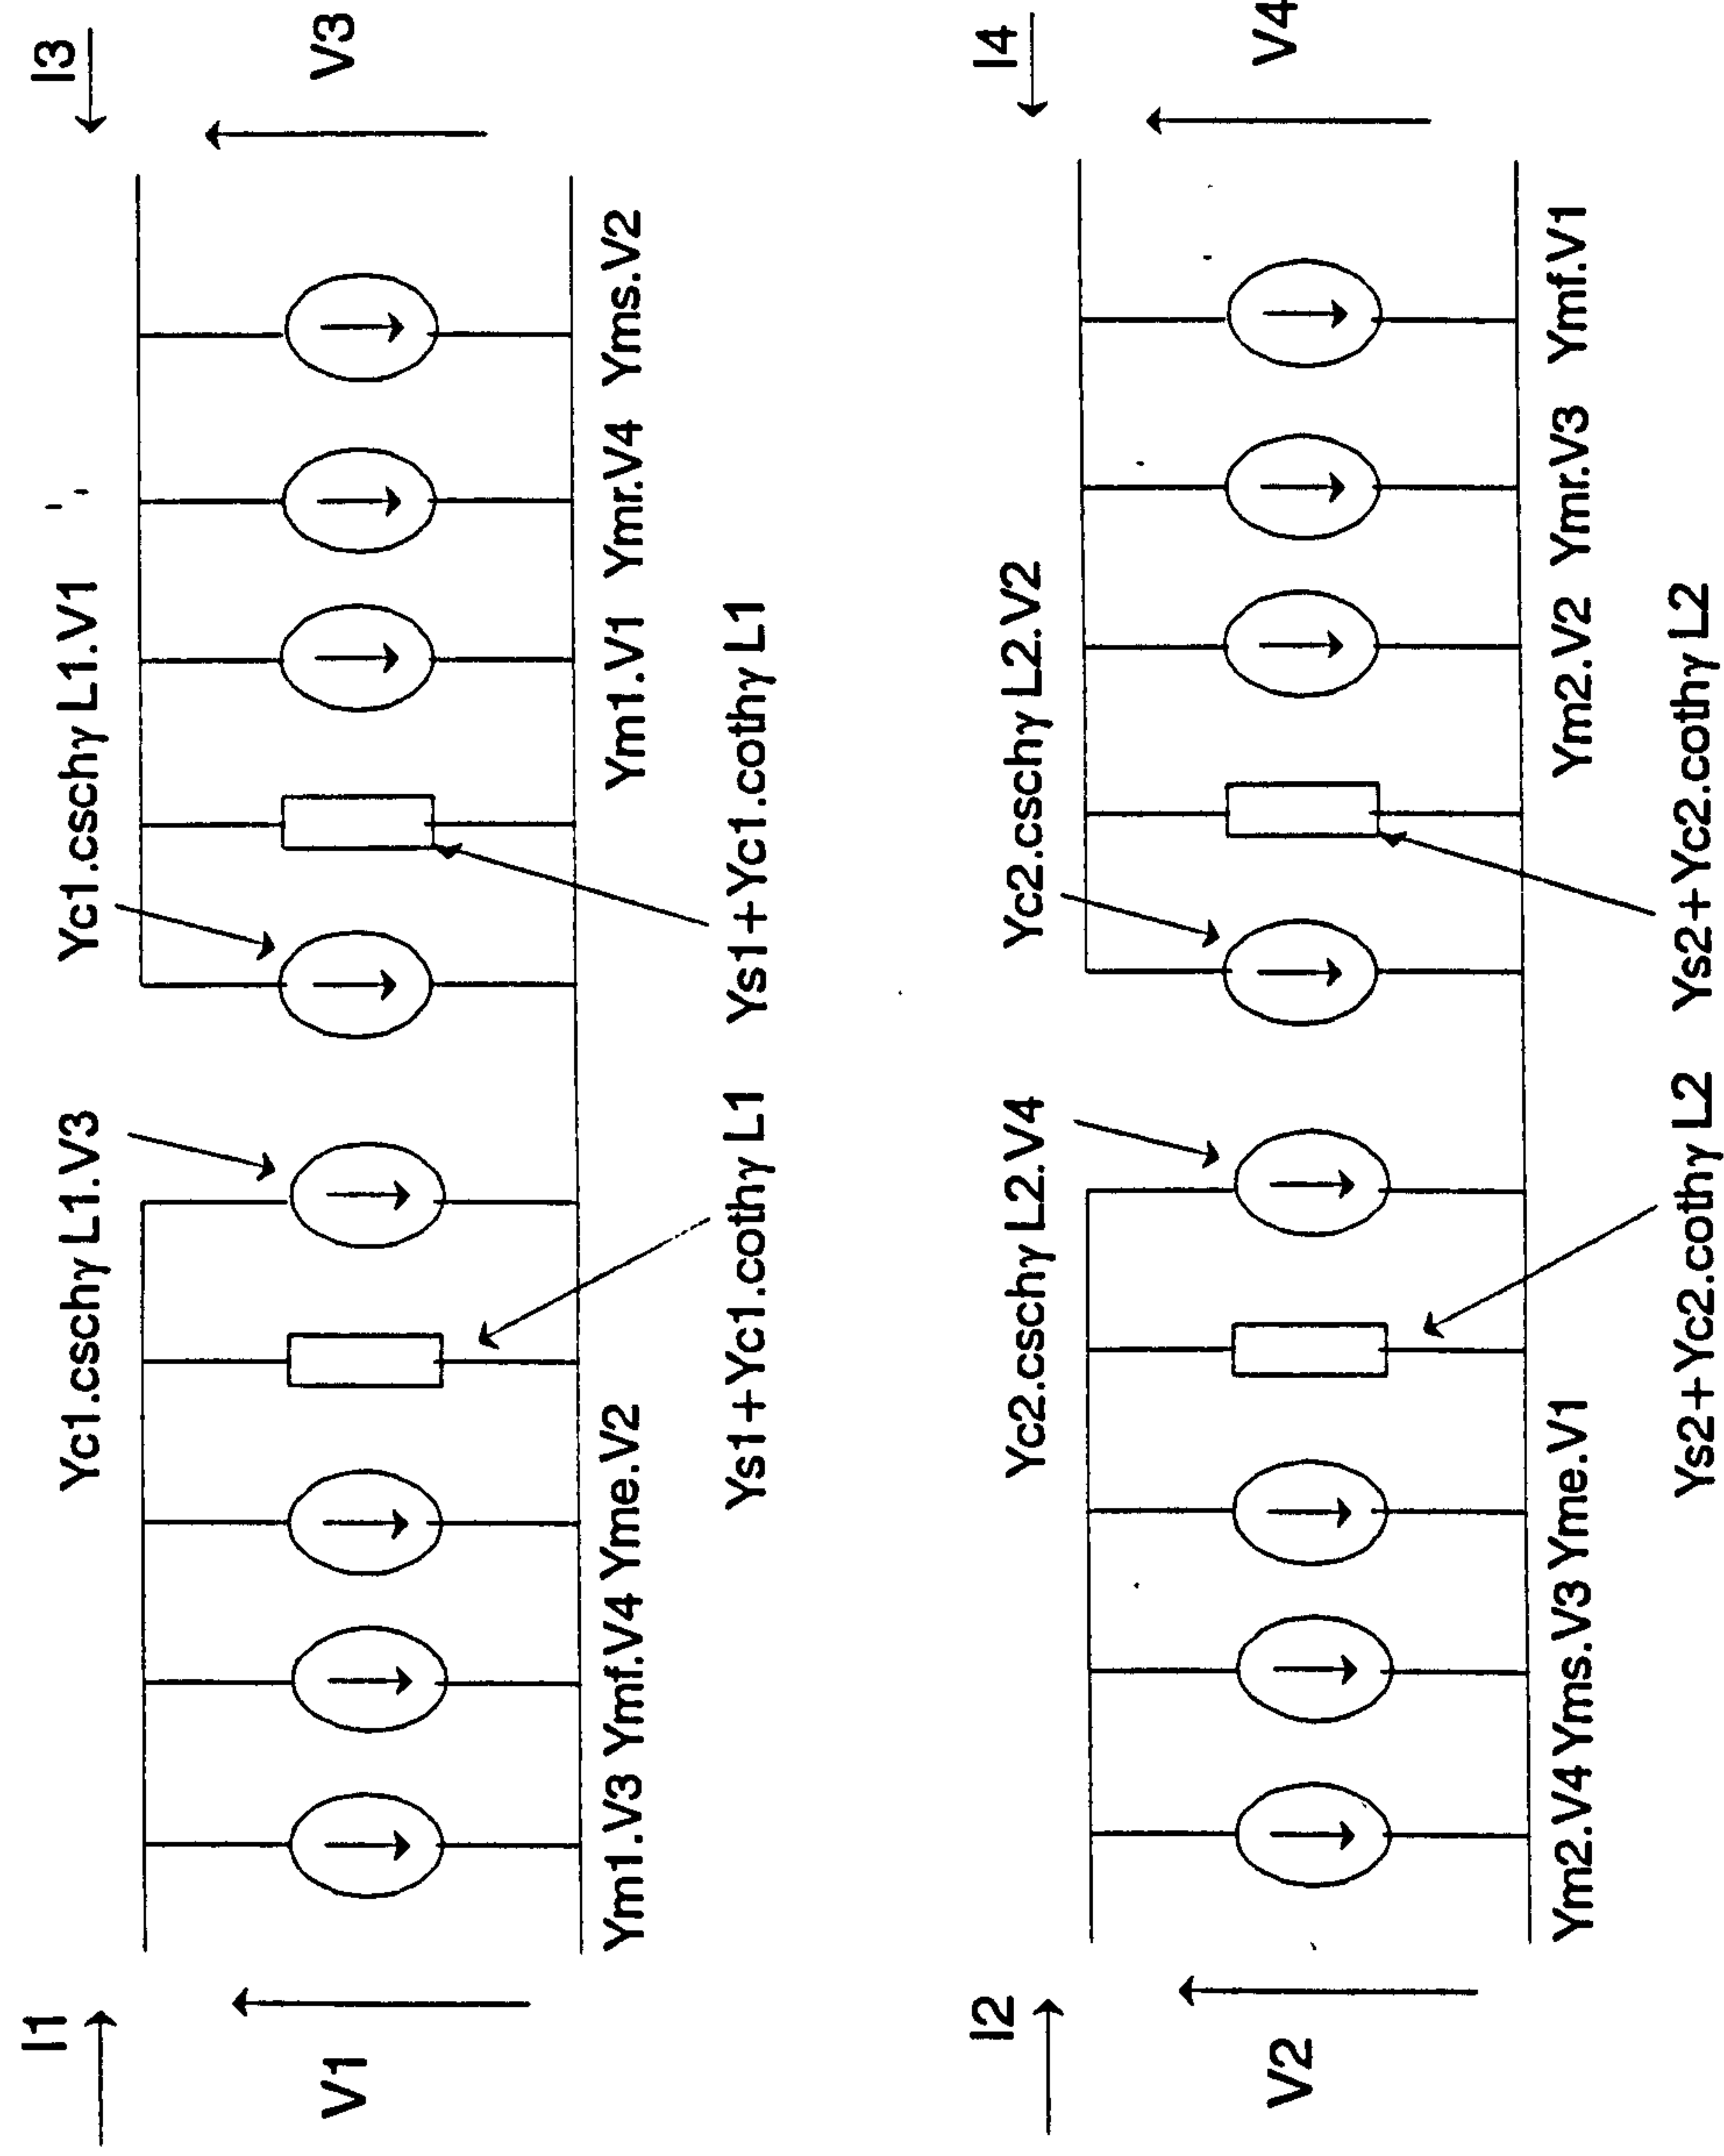 I1
I3
Yc1.cschγ L1.V3
Yc1.cschγ L1.V1
V1
V3
Ym1.V3 Ymf.V4 Yme.V2
Ym1.V1 Ymr.V4 Yms.V2
Ys1+Yc1.cothγ L1
Ys1+Yc1.cothγ L1
I2
I4
Yc2.cschγ L2.V4
Yc2.cschγ L2.V2
V2
V4
Ym2.V4 Yms.V3 Yme.V1
Ym2.V2 Ymr.V3 Ymf.V1
Ys2+Yc2.cothγ L2
Ys2+Yc2.cothγ L2